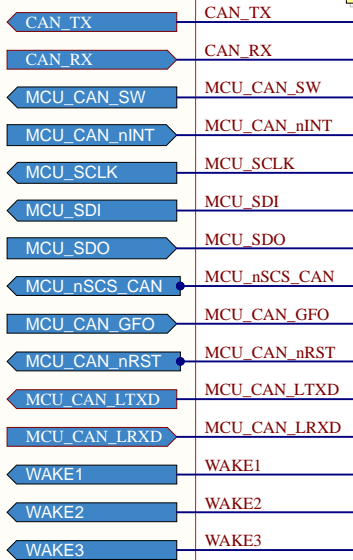 CAN_TX CAN_TX
CAN_RX CAN_RX
MCU_CAN_SW MCU_CAN_SW
MCU_CAN_nINT MCU_CAN_nINT
MCU_SCLK MCU_SCLK
MCU_SDI MCU_SDI
MCU_SDO MCU_SDO
MCU_nSCS_CAN MCU_nSCS_CAN
MCU_CAN_GFO MCU_CAN_GFO
MCU_CAN_nRST MCU_CAN_nRST
MCU_CAN_LTXD MCU_CAN_LTXD
MCU_CAN_LRXD MCU_CAN_LRXD
WAKE1 WAKE1
WAKE2 WAKE2
WAKE3 WAKE3